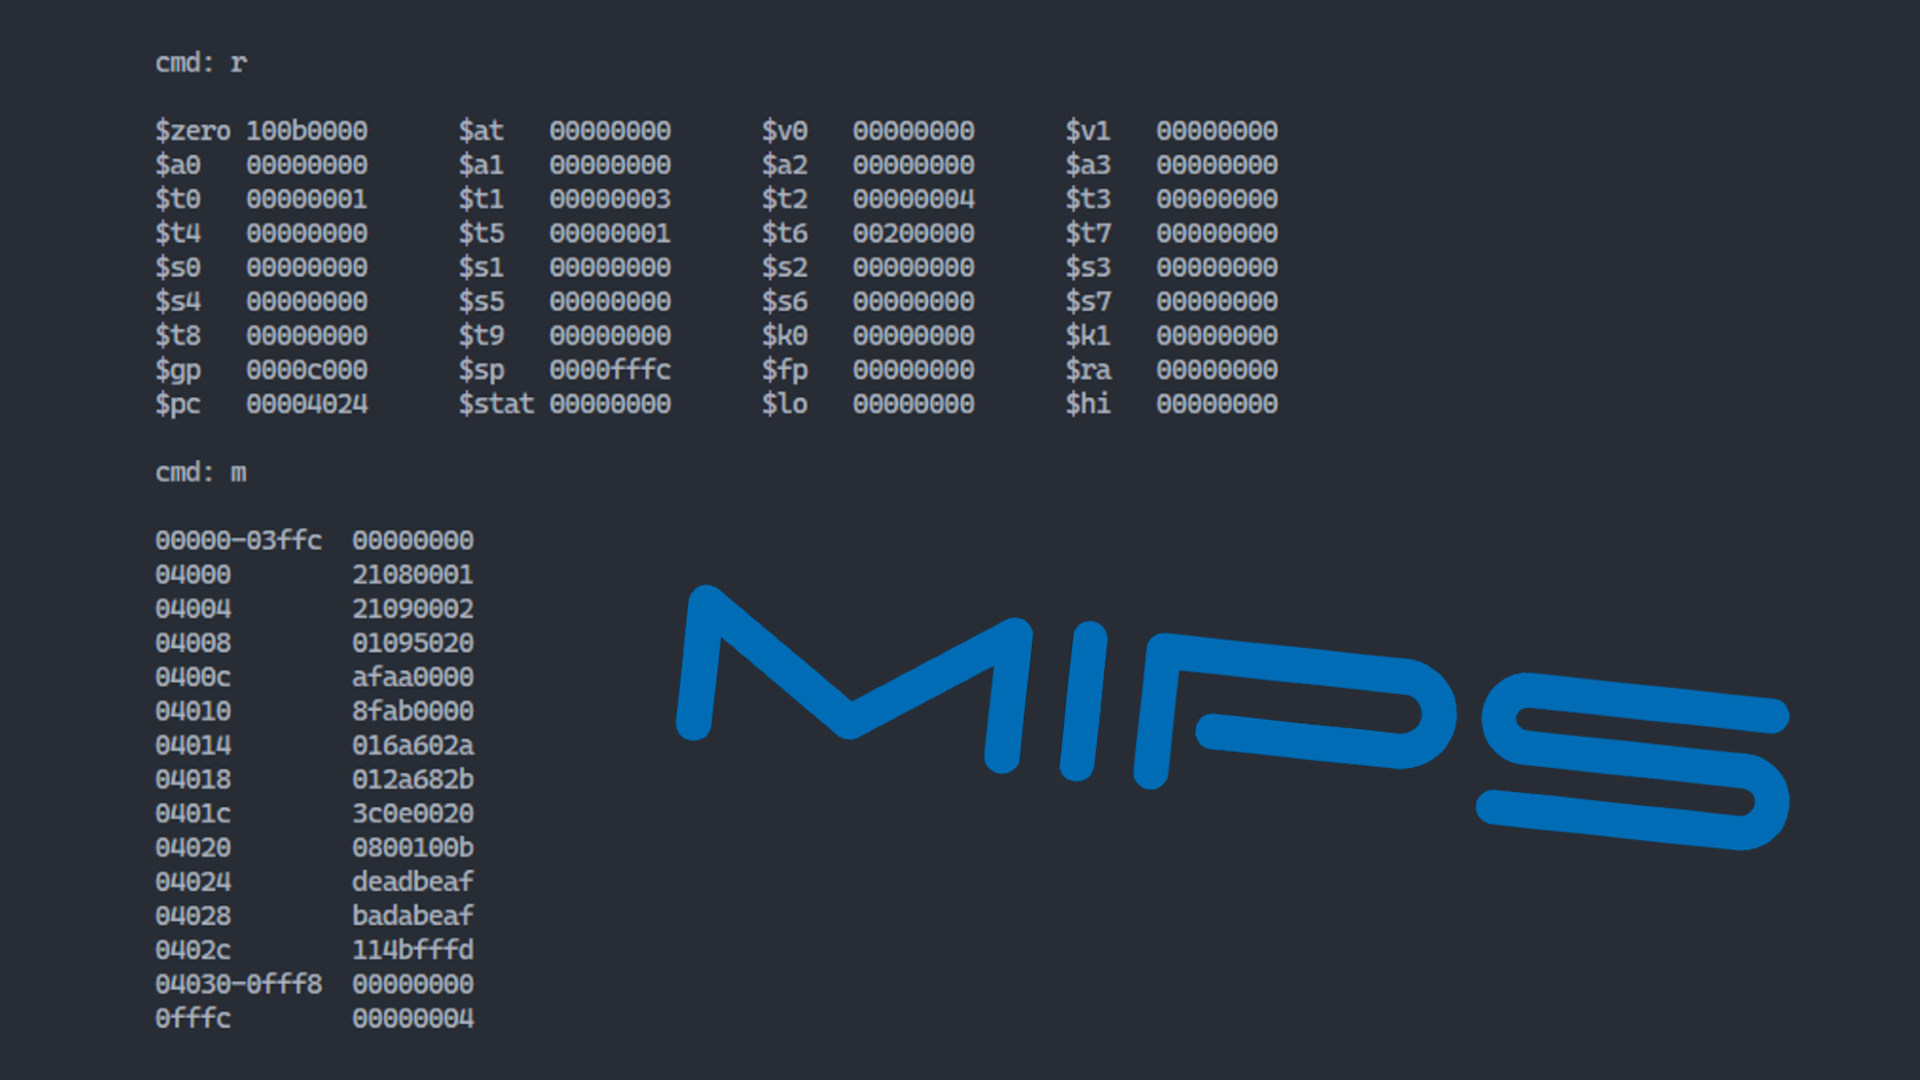 cmd: r
$zero 100b0000 $at 00000000 $v0 00000000 $v1 00000000
$a0 00000000 $a1 00000000 $a2 00000000 $a3 00000000
$t0 00000001 $t1 00000003 $t2 00000004 $t3 00000000
$t4 00000000 $t5 00000001 $t6 00200000 $t7 00000000
$s0 00000000 $s1 00000000 $s2 00000000 $s3 00000000
$s4 00000000 $s5 00000000 $s6 00000000 $s7 00000000
$t8 00000000 $t9 00000000 $k0 00000000 $k1 00000000
$gp 0000c000 $sp 0000fffc $fp 00000000 $ra 00000000
$pc 00004024 $stat 00000000 $lo 00000000 $hi 00000000
cmd: m
00000-03ffc 00000000
04000 21080001
04004 21090002
04008 01095020
0400c afaa0000
04010 8fab0000
04014 016a602a
04018 012a682b
0401c 3c0e0020
04020 0800100b
04024 deadbeaf
04028 badabeaf
0402c 114bfffd
04030-0fff8 00000000
0fffc 00000004
MIPS